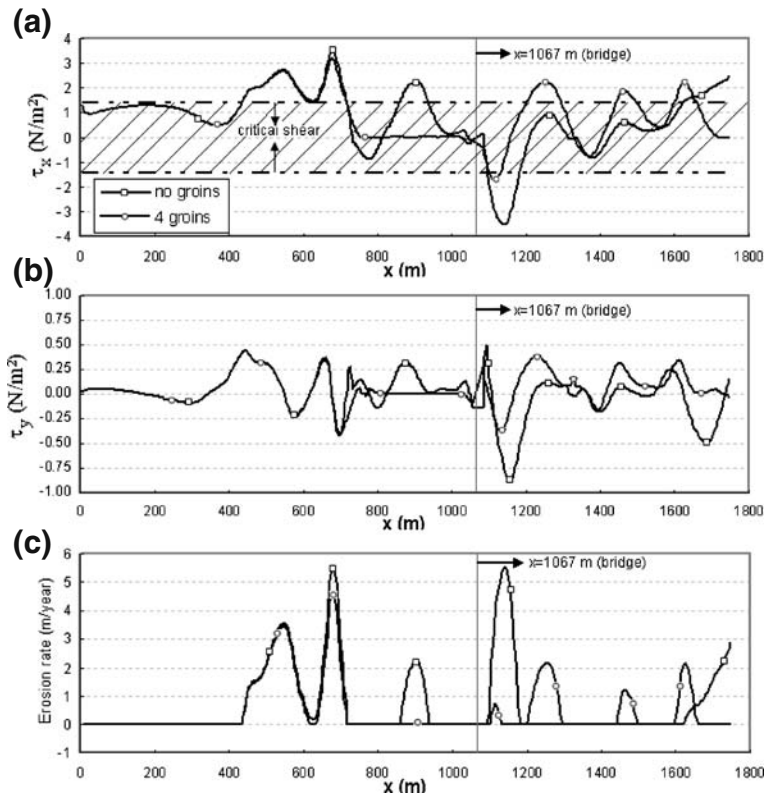 (a)
4
3
2
1
0
-1
-2
-3
-4
τx (N/m²)
x=1067 m (bridge)
critical shear
no groins
4 groins
0 200 400 600 800 1000 1200 1400 1600 1800
x (m)
(b)
1.00
0.75
0.50
0.25
0.00
-0.25
-0.50
-0.75
-1.00
τy (N/m²)
x=1067 m (bridge)
0 200 400 600 800 1000 1200 1400 1600 1800
x (m)
(c)
6
5
4
3
2
1
0
-1
Erosion rate (m/year)
x=1067 m (bridge)
0 200 400 600 800 1000 1200 1400 1600 1800
x (m)